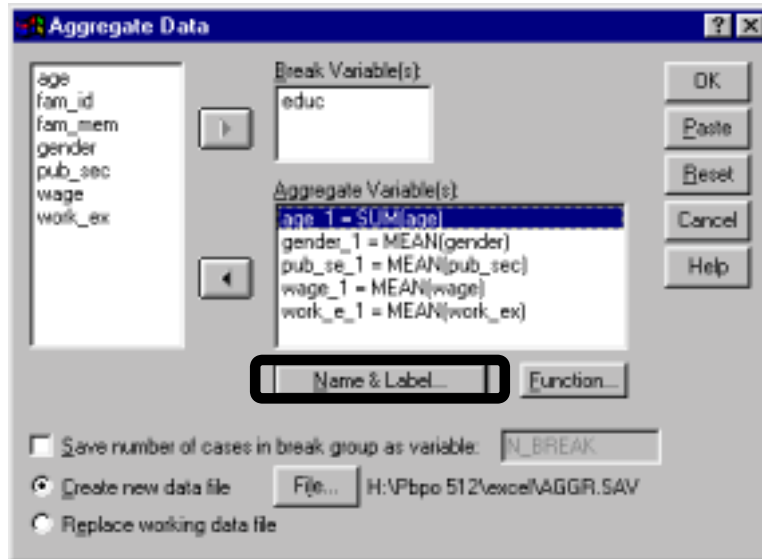 Aggregate Data
age
fam_id
fam_mem
gender
pub_sec
wage
work_ex
Break Variable(s):
educ
Aggregate Variable(s):
age_1 = SUM(age)
gender_1 = MEAN(gender)
pub_se_1 = MEAN(pub_sec)
wage_1 = MEAN(wage)
work_e_1 = MEAN(work_ex)
Name & Label...
Function...
OK
Paste
Reset
Cancel
Help
Save number of cases in break group as variable: N_BREAK
Create new data file File... H:\Pbpo 512\excel\AGGR.SAV
Replace working data file